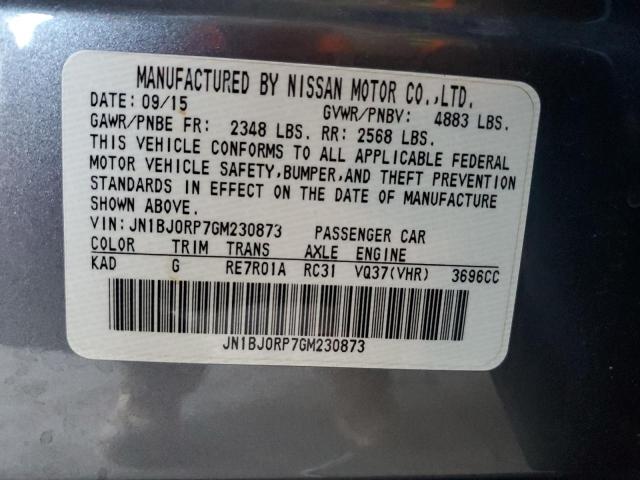 MANUFACTURED BY NISSAN MOTOR CO.,LTD.
DATE: 09/15 GVWR/PNBV: 4883 LBS.
GAWR/PNBE FR: 2348 LBS. RR: 2568 LBS.
THIS VEHICLE CONFORMS TO ALL APPLICABLE FEDERAL
MOTOR VEHICLE SAFETY,BUMPER,AND THEFT PREVENTION
STANDARDS IN EFFECT ON THE DATE OF MANUFACTURE
SHOWN ABOVE.
VIN: JN1BJ0RP7GM230873 PASSENGER CAR
COLOR TRIM TRANS AXLE ENGINE
KAD G RE7R01A RC31 VQ37(VHR) 3696CC
JN1BJ0RP7GM230873